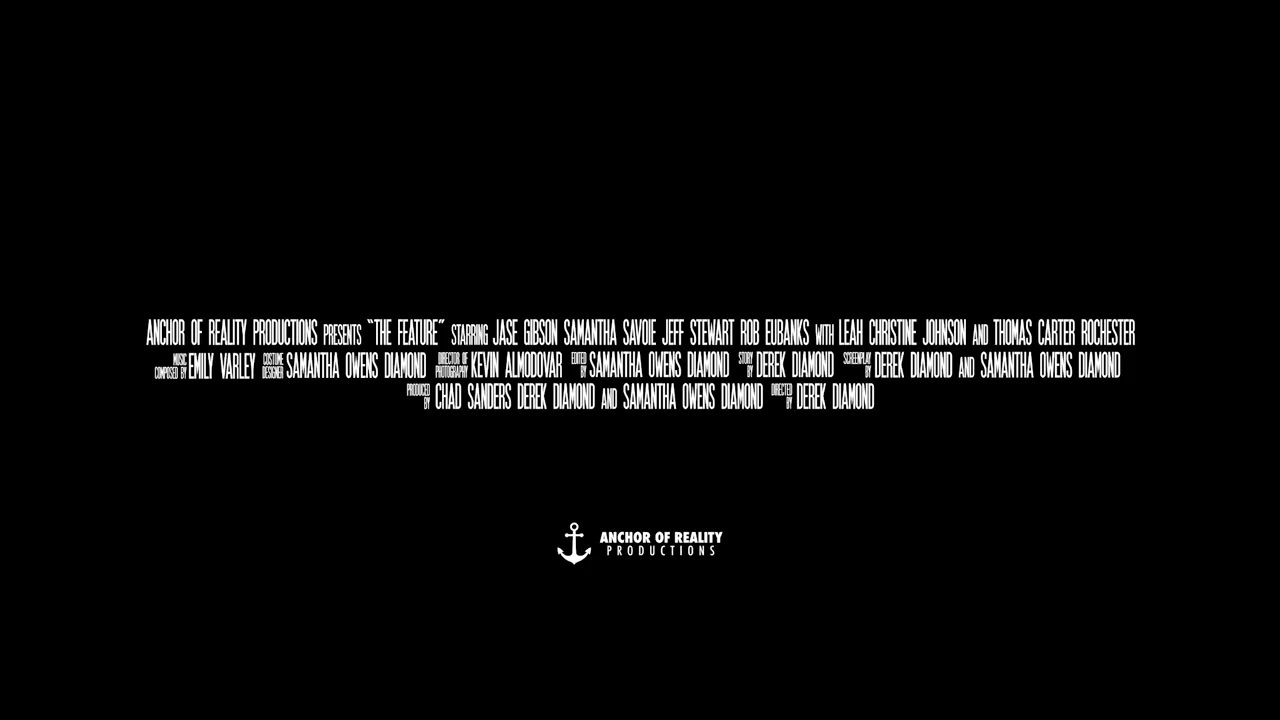 ANCHOR OF REALITY PRODUCTIONS PRESENTS “THE FEATURE” STARRING JASE GIBSON SAMANTHA SAVOIE JEFF STEWART ROB EUBANKS WITH LEAH CHRISTINE JOHNSON AND THOMAS CARTER ROCHESTER
MUSIC COMPOSED BY EMILY VARLEY COSTUME DESIGNER SAMANTHA OWENS DIAMOND DIRECTOR OF PHOTOGRAPHY KEVIN ALMODOVAR EDITED BY SAMANTHA OWENS DIAMOND STORY BY DEREK DIAMOND SCREENPLAY BY DEREK DIAMOND AND SAMANTHA OWENS DIAMOND
PRODUCED BY CHAD SANDERS DEREK DIAMOND AND SAMANTHA OWENS DIAMOND DIRECTED BY DEREK DIAMOND
ANCHOR OF REALITY
PRODUCTIONS